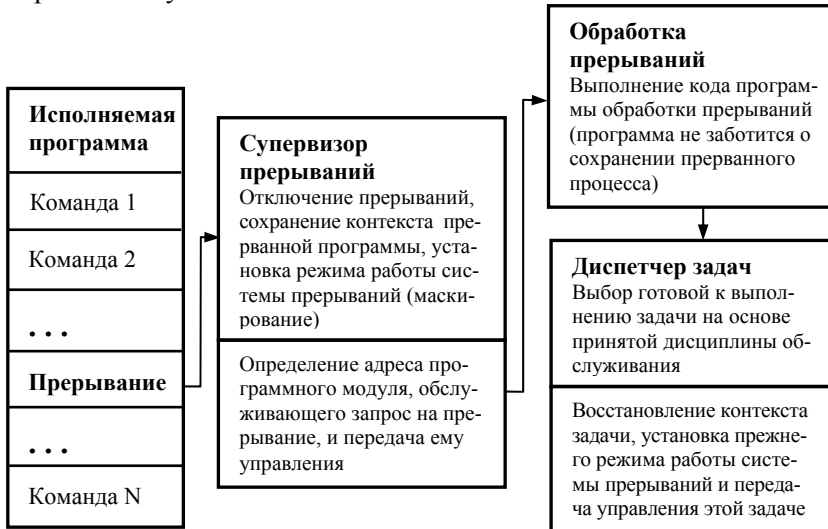 Исполняемая
программа
Команда 1
Команда 2
. . .
Прерывание
. . .
Команда N
Супервизор
прерываний
Отключение прерываний,
сохранение контекста пре-
рванной программы, уста-
новка режима работы сис-
темы прерываний (маски-
рование)
Определение адреса про-
граммного модуля, обслу-
живающего запрос на пре-
рывание, и передача ему
управления
Обработка
прерываний
Выполнение кода програм-
мы обработки прерываний
(программа не заботится о
сохранении прерванного
процесса)
Диспетчер задач
Выбор готовой к выпол-
нению задачи на основе
принятой дисциплины об-
служивания
Восстановление контекста
задачи, установка прежне-
го режима работы систе-
мы прерываний и переда-
ча управления этой задаче